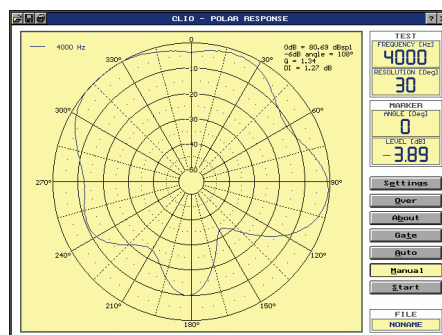 CLIO - POLAR RESPONSE
? X
4000 Hz
0dB = 80.69 dBspl
-6dB angle = 108°
Q = 1.34
DI = 1.27 dB
0
30°
60°
90°
120°
150°
180°
210°
240°
270°
300°
330°
-10
-20
-30
-40
-50
TEST
FREQUENCY [Hz]
4000
RESOLUTION [Deg]
30
MARKER
ANGLE [Deg]
0
LEVEL [dB]
-3.89
Settings
Over
About
Gate
Auto
Manual
Start
FILE
NONAME